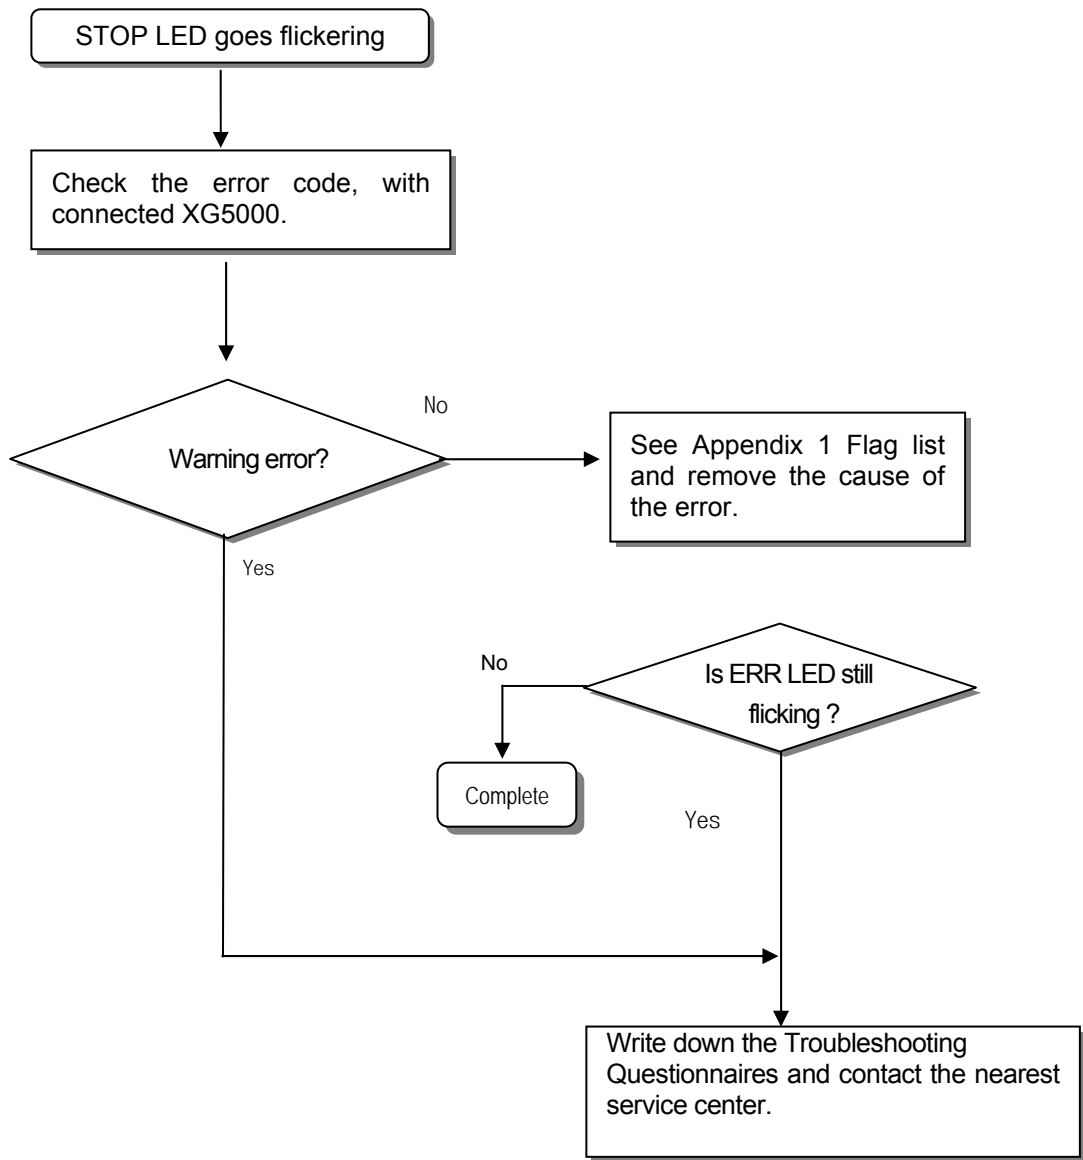 STOP LED goes flickering
Check the error code, with
connected XG5000.
Warning error?
No
See Appendix 1 Flag list
and remove the cause of
the error.
Yes
Is ERR LED still
flicking ?
No
Complete
Yes
Write down the Troubleshooting
Questionnaires and contact the nearest
service center.